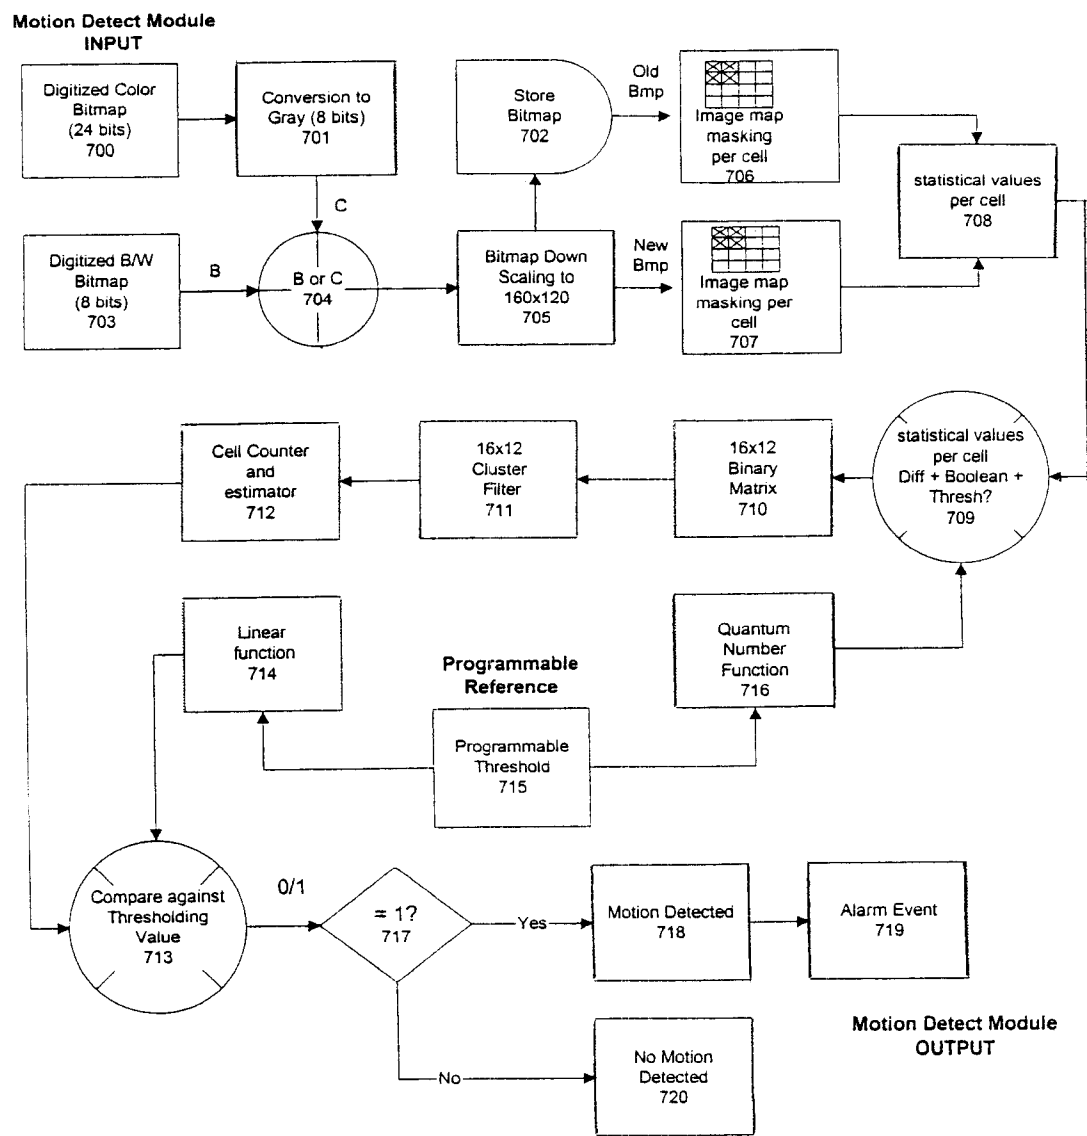 Motion Detect Module
INPUT
Digitized Color
Bitmap
(24 bits)
700
Conversion to
Gray (8 bits)
701
Store
Bitmap
702
Old
Bmp
Image map
masking
per cell
706
statistical values
per cell
708
C
Digitized B/W
Bitmap
(8 bits)
703
B
B or C
704
Bitmap Down
Scaling to
160x120
705
New
Bmp
Image map
masking per
cell
707
Cell Counter
and
estimator
712
16x12
Cluster
Filter
711
16x12
Binary
Matrix
710
statistical values
per cell
Diff + Boolean +
Thresh?
709
Linear
function
714
Programmable
Reference
Programmable
Threshold
715
Quantum
Number
Function
716
Compare against
Thresholding
Value
713
0/1
= 1?
717
Yes
Motion Detected
718
Alarm Event
719
No
No Motion
Detected
720
Motion Detect Module
OUTPUT